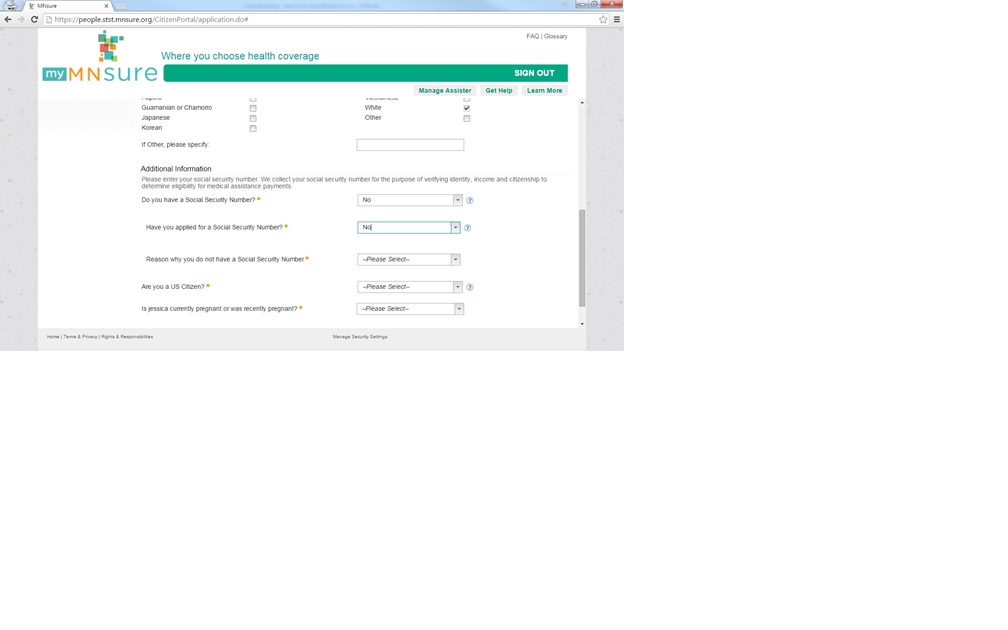 MNsure
https://people.stst.mnsure.org/CitizenPortal/application.do#
FAQ | Glossary
Where you choose health coverage
my MNsure
SIGN OUT
Manage Assister Get Help Learn More
Guamanian or Chamorro White
Japanese Other
Korean
If Other, please specify:
Additional Information
Please enter your social security number. We collect your social security number for the purpose of verifying identity, income and citizenship to
determine eligibility for medical assistance payments.
Do you have a Social Security Number?* No
Have you applied for a Social Security Number?* No
Reason why you do not have a Social Security Number* --Please Select--
Are you a US Citizen?* --Please Select--
Is jessica currently pregnant or was recently pregnant?* --Please Select--
Home | Terms & Privacy | Rights & Responsibilities Manage Security Settings